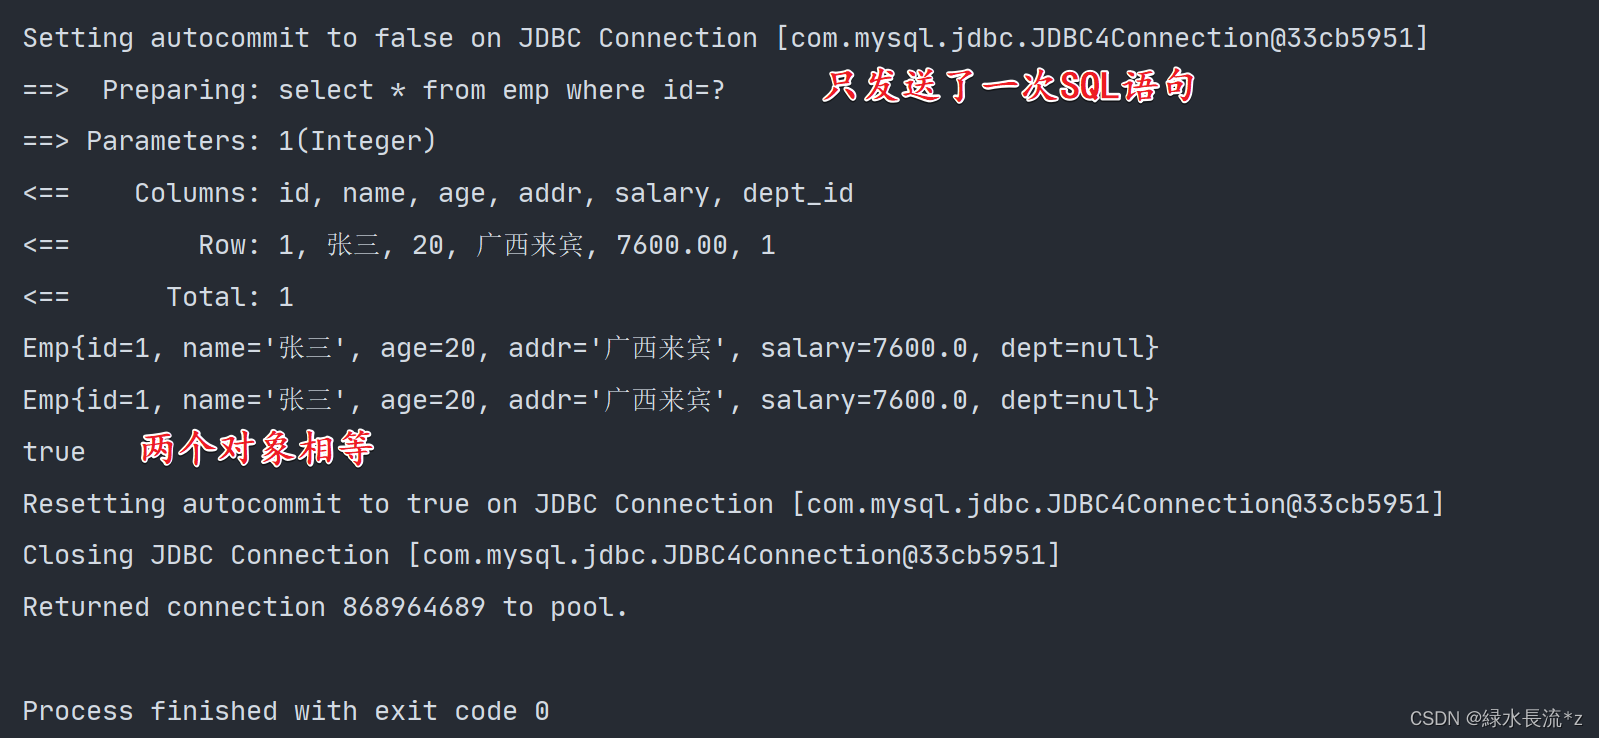 Setting autocommit to false on JDBC Connection [com.mysql.jdbc.JDBC4Connection@33cb5951]
==>  Preparing: select * from emp where id=? 只发送了一次SQL语句
==> Parameters: 1(Integer)
<==    Columns: id, name, age, addr, salary, dept_id
<==        Row: 1, 张三, 20, 广西来宾, 7600.00, 1
<==      Total: 1
Emp{id=1, name='张三', age=20, addr='广西来宾', salary=7600.0, dept=null}
Emp{id=1, name='张三', age=20, addr='广西来宾', salary=7600.0, dept=null}
true 两个对象相等
Resetting autocommit to true on JDBC Connection [com.mysql.jdbc.JDBC4Connection@33cb5951]
Closing JDBC Connection [com.mysql.jdbc.JDBC4Connection@33cb5951]
Returned connection 868964689 to pool.
Process finished with exit code 0
CSDN @緑水長流*z